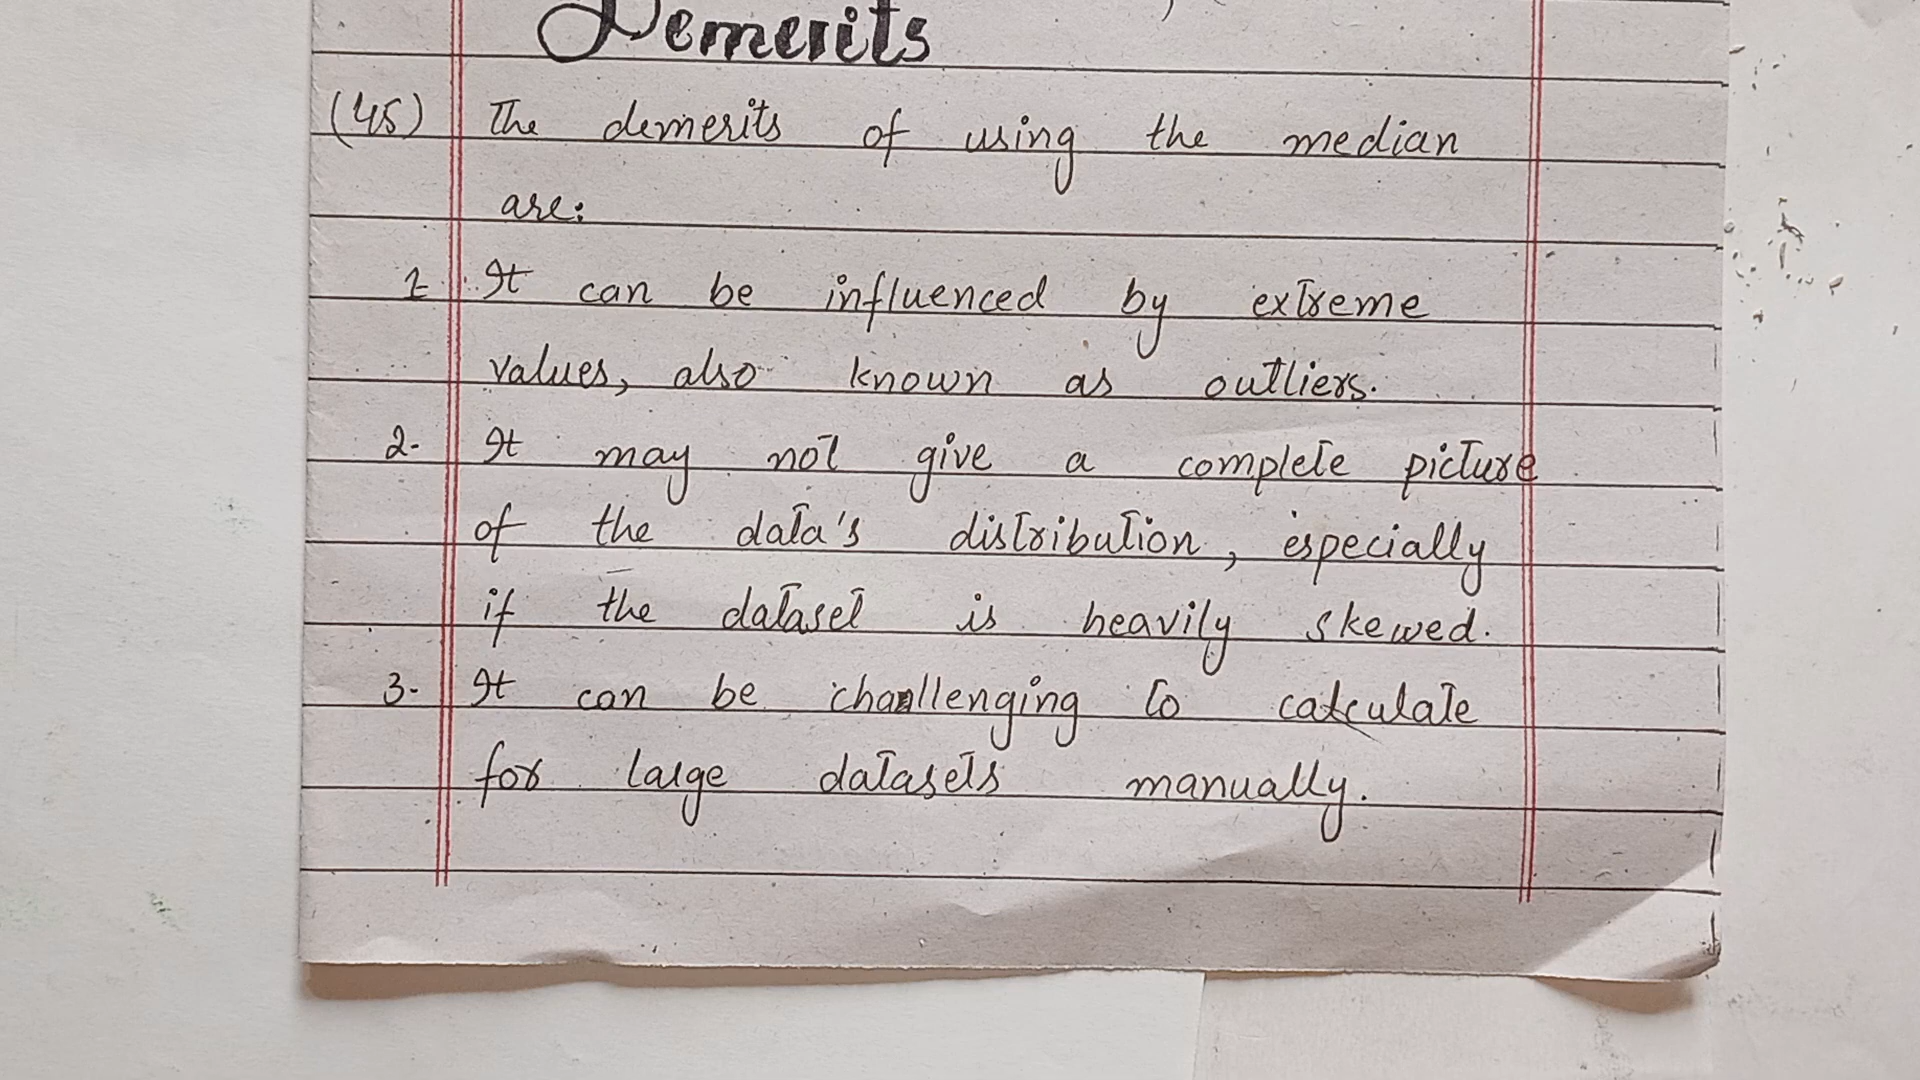 Demerits
(45) The demerits of using the median
are:
1. It can be influenced by extreme
values, also known as outliers.
2. It may not give a complete picture
of the data's distribution, especially
if the dataset is heavily skewed.
3. It can be challenging to calculate
for large datasets manually.